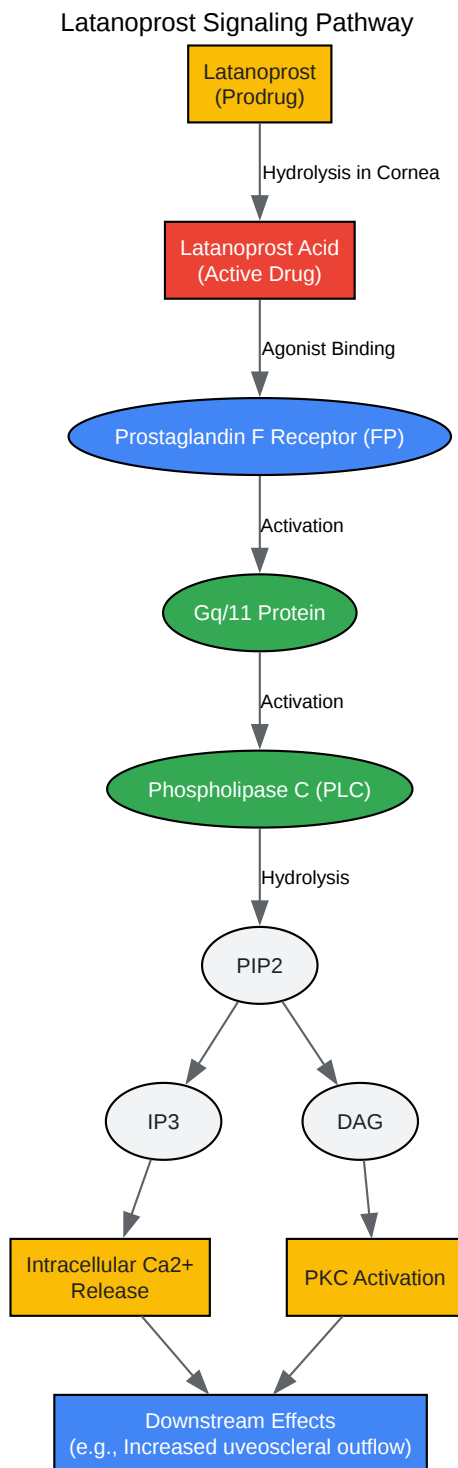 Latanoprost Signaling Pathway
Latanoprost
(Prodrug)
Hydrolysis in Cornea
Latanoprost Acid
(Active Drug)
Agonist Binding
Prostaglandin F Receptor (FP)
Activation
Gq/11 Protein
Activation
Phospholipase C (PLC)
Hydrolysis
PIP2
IP3
DAG
Intracellular Ca2+
Release
PKC Activation
Downstream Effects
(e.g., Increased uveoscleral outflow)